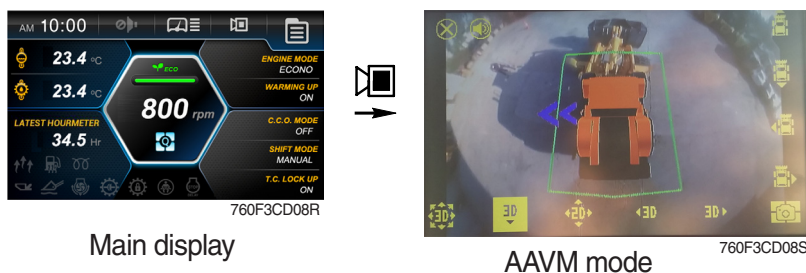 AM 10:00
23.4 ℃
ECO
ENGINE MODE
ECONO
23.4 ℃
WARMING UP
ON
800 rpm
LATEST HOURMETER
34.5 Hr
C.C.O. MODE
OFF
SHIFT MODE
MANUAL
T.C. LOCK UP
ON
760F3CD08R
Main display
3D
3D
2D
3D
3D
760F3CD08S
AAVM mode